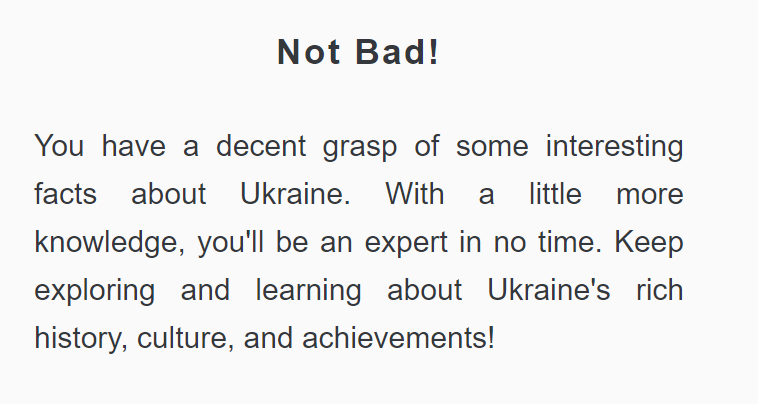 Not Bad!
You have a decent grasp of some interesting
facts about Ukraine. With a little more
knowledge, you'll be an expert in no time. Keep
exploring and learning about Ukraine's rich
history, culture, and achievements!